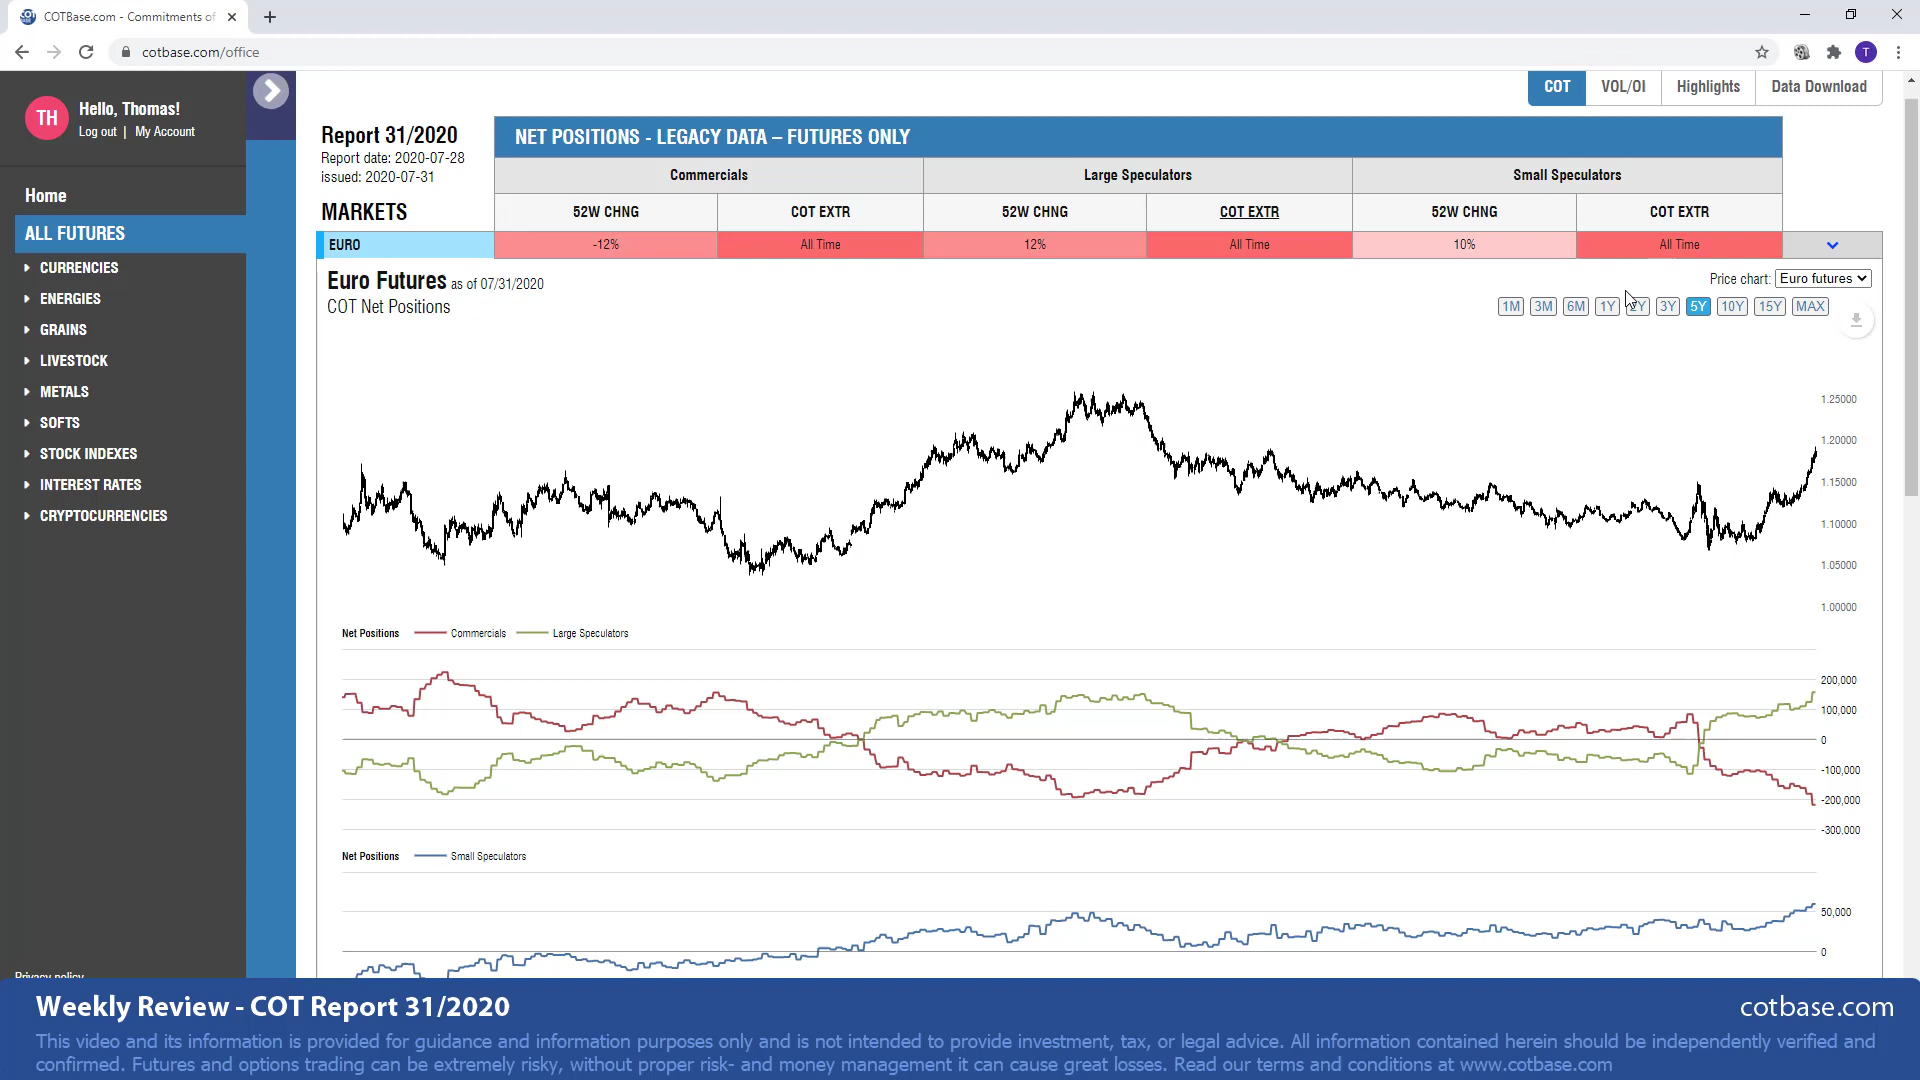 COTBase.com - Commitments of
cotbase.com/office
T
TH
Hello, Thomas!
Log out | My Account
Home
ALL FUTURES
CURRENCIES
ENERGIES
GRAINS
LIVESTOCK
METALS
SOFTS
STOCK INDEXES
INTEREST RATES
CRYPTOCURRENCIES
Privacy policy
COT VOL/OI Highlights Data Download
Report 31/2020
Report date: 2020-07-28
issued: 2020-07-31
MARKETS
NET POSITIONS - LEGACY DATA – FUTURES ONLY
Commercials Large Speculators Small Speculators
52W CHNG COT EXTR 52W CHNG COT EXTR 52W CHNG COT EXTR
EURO -12% All Time 12% All Time 10% All Time
Euro Futures as of 07/31/2020
COT Net Positions
Price chart: Euro futures
1M 3M 6M 1Y 2Y 3Y 5Y 10Y 15Y MAX
1.25000
1.20000
1.15000
1.10000
1.05000
1.00000
Net Positions Commercials Large Speculators
200,000
100,000
0
-100,000
-200,000
-300,000
Net Positions Small Speculators
50,000
0
Weekly Review - COT Report 31/2020
cotbase.com
This video and its information is provided for guidance and information purposes only and is not intended to provide investment, tax, or legal advice. All information contained herein should be independently verified and
confirmed. Futures and options trading can be extremely risky, without proper risk- and money management it can cause great losses. Read our terms and conditions at www.cotbase.com